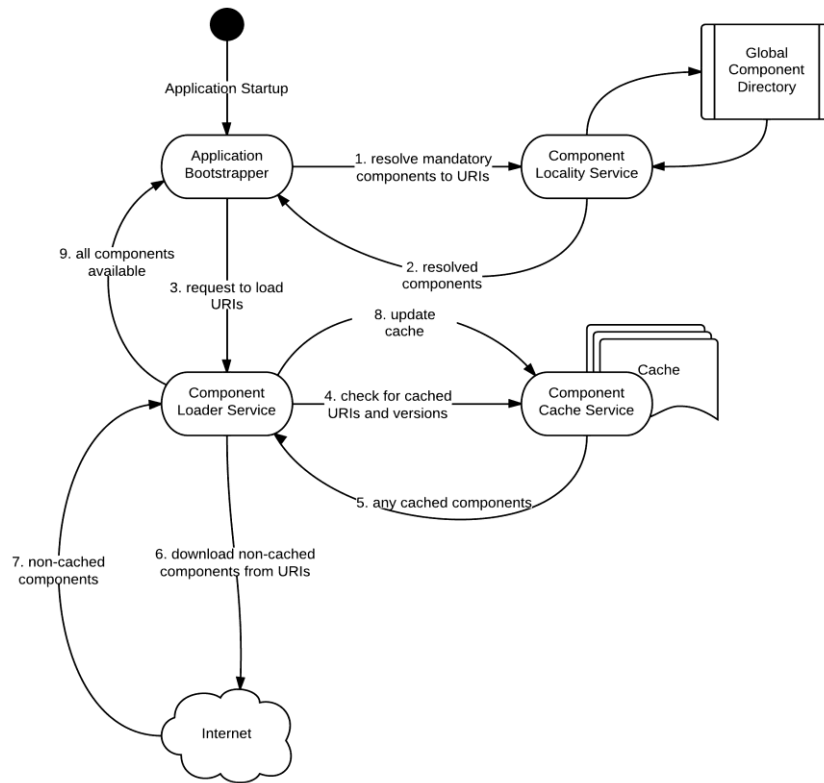 Application Startup
Global
Component
Directory
Application
Bootstrapper
1. resolve mandatory
components to URIs
Component
Locality Service
9. all components
available
2. resolved
components
3. request to load
URIs
8. update
cache
Cache
Component
Loader Service
4. check for cached
URIs and versions
Component
Cache Service
5. any cached components
7. non-cached
components
6. download non-cached
components from URIs
Internet